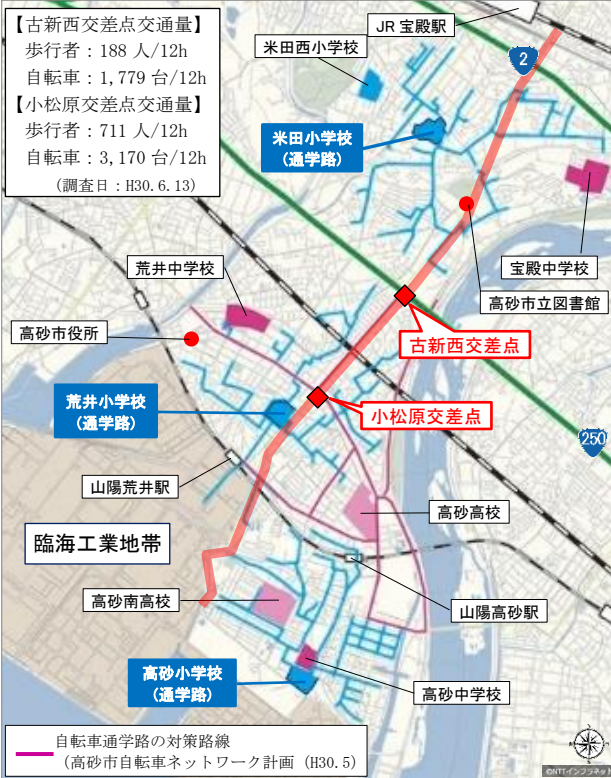 【古新西交差点交通量】
歩行者：188 人/12h
自転車：1,779 台/12h
【小松原交差点交通量】
歩行者：711 人/12h
自転車：3,170 台/12h
(調査日：H30.6.13)
JR 宝殿駅
米田西小学校
2
米田小学校
(通学路)
宝殿中学校
荒井中学校
高砂市立図書館
高砂市役所
古新西交差点
荒井小学校
(通学路)
小松原交差点
250
山陽荒井駅
高砂高校
臨海工業地帯
高砂南高校
山陽高砂駅
高砂小学校
(通学路)
高砂中学校
自転車通学路の対策路線
(高砂市自転車ネットワーク計画 (H30.5)
©NTTインフラネット